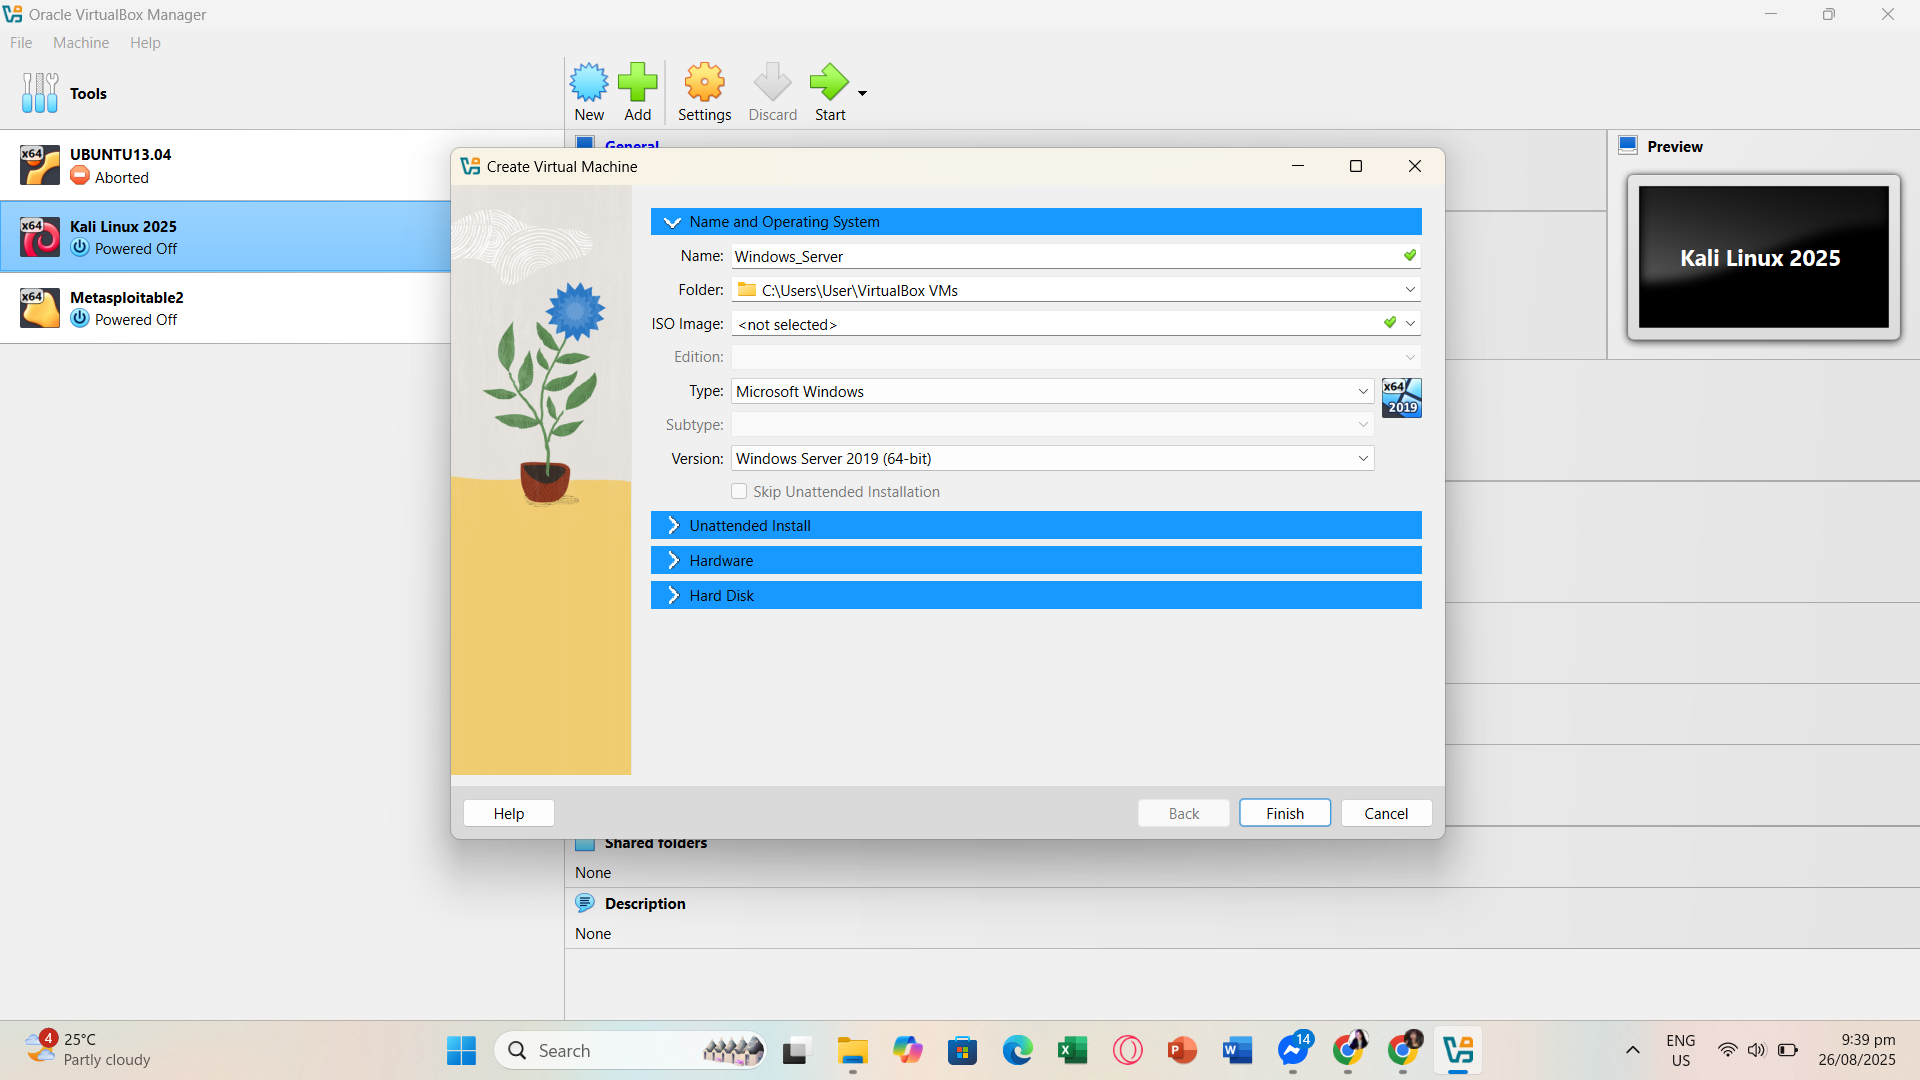 Oracle VirtualBox Manager
File Machine Help
Tools
New Add Settings Discard Start
x64 UBUNTU13.04
Aborted
x64 Kali Linux 2025
Powered Off
x64 Metasploitable2
Powered Off
General
Preview
Kali Linux 2025
Create Virtual Machine
Name and Operating System
Name: Windows_Server
Folder: C:\Users\User\VirtualBox VMs
ISO Image: <not selected>
Edition:
Type: Microsoft Windows
x64
2019
Subtype:
Version: Windows Server 2019 (64-bit)
Skip Unattended Installation
Unattended Install
Hardware
Hard Disk
Help Back Finish Cancel
Shared folders
None
Description
None
4 25°C
Partly cloudy
Search
14
ENG
US
9:39 pm
26/08/2025